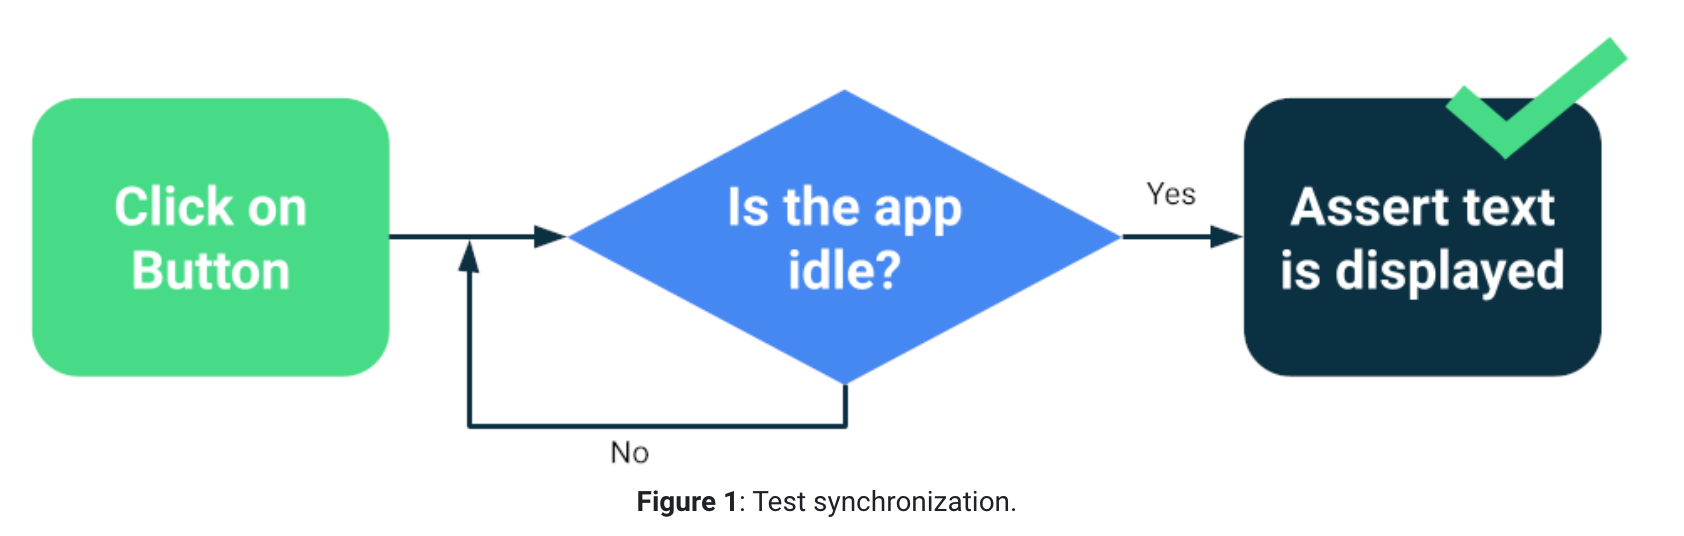 Click on
Button
Is the app
idle?
Yes
Assert text
is displayed
No
Figure 1: Test synchronization.